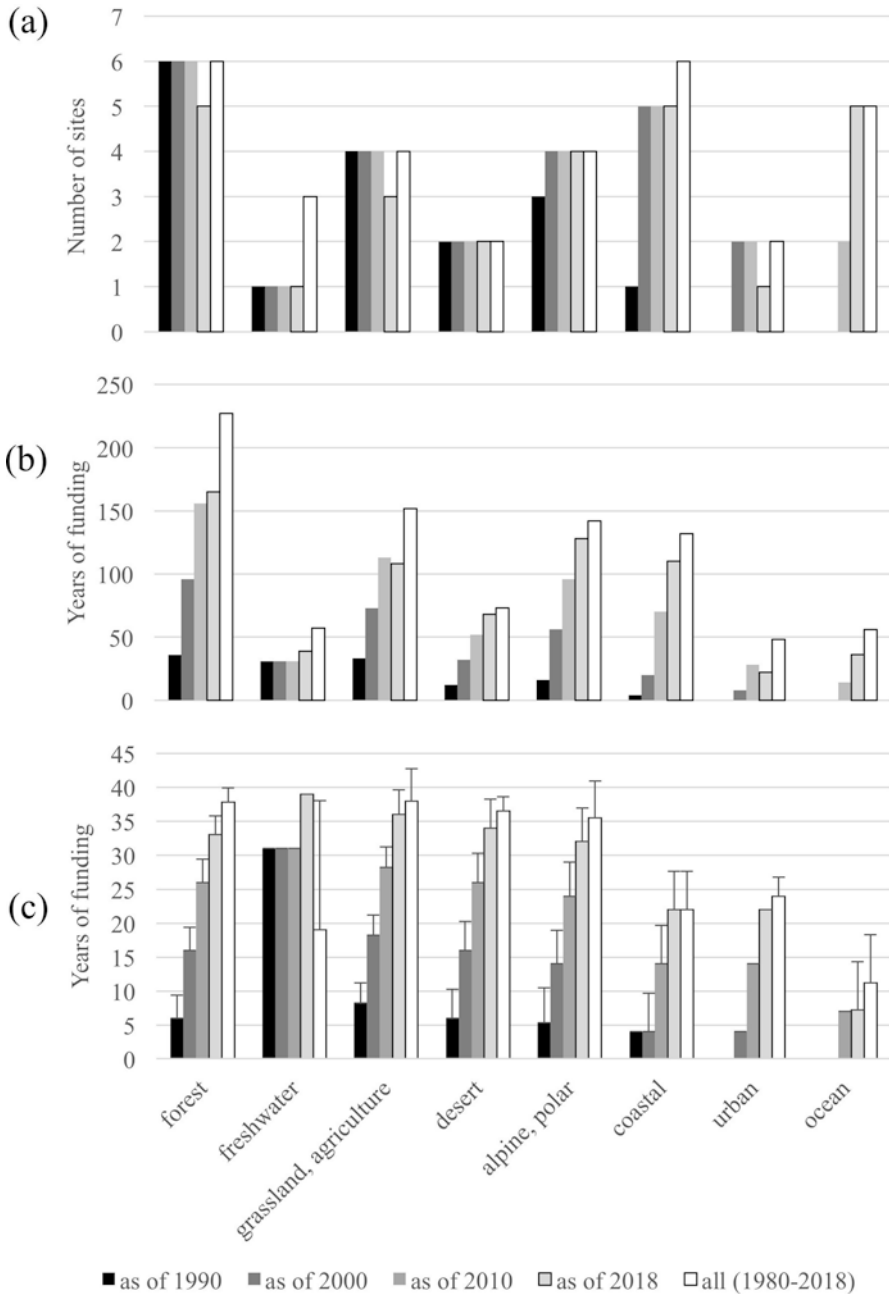 (a)
Number of sites
7
6
5
4
3
2
1
0
(b)
Years of funding
250
200
150
100
50
0
(c)
Years of funding
45
40
35
30
25
20
15
10
5
0
forest
freshwater
grassland, agriculture
desert
alpine, polar
coastal
urban
ocean
as of 1990 as of 2000 as of 2010 as of 2018 all (1980-2018)